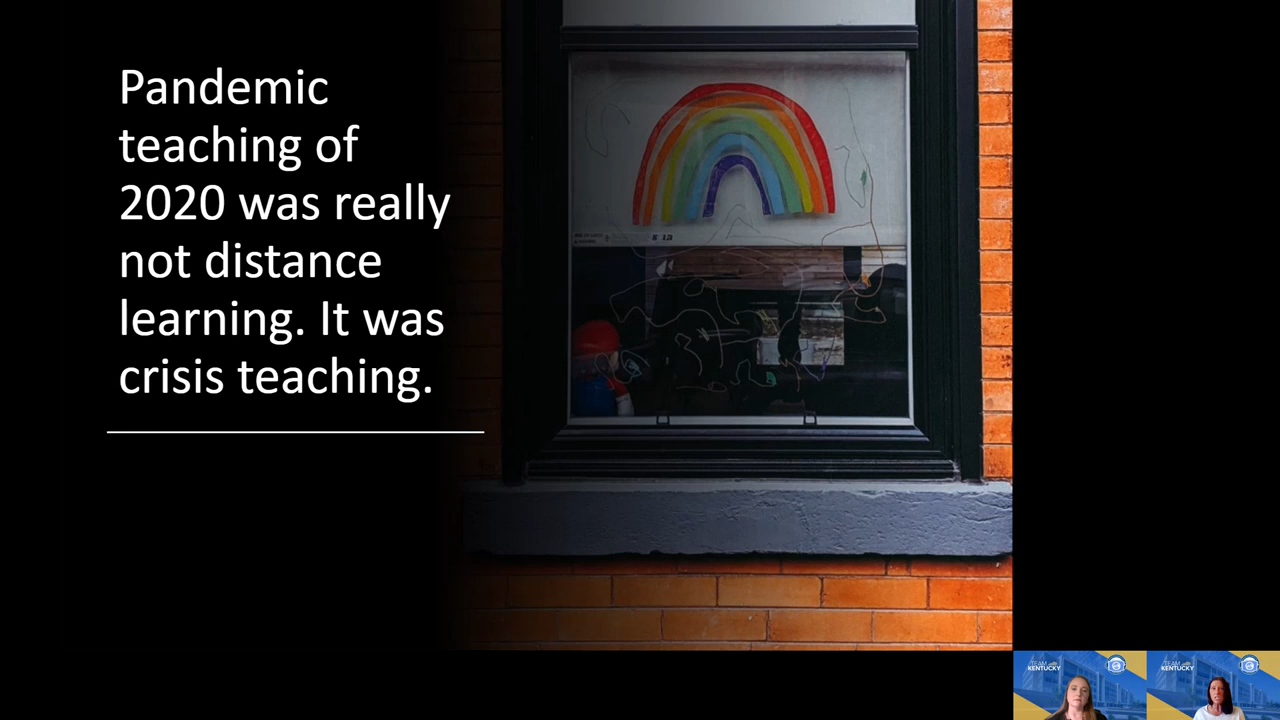 Pandemic
teaching of
2020 was really
not distance
learning. It was
crisis teaching.
TEAM
KENTUCKY
TEAM
KENTUCKY